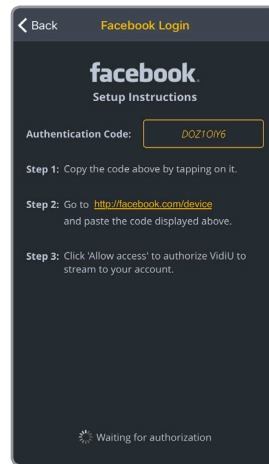 Back
Facebook Login
facebook.
Setup Instructions
Authentication Code:
DOZ1OIY6
Step 1: Copy the code above by tapping on it.
Step 2: Go to http://facebook.com/device
and paste the code displayed above.
Step 3: Click 'Allow access' to authorize VidiU to
stream to your account.
Waiting for authorization